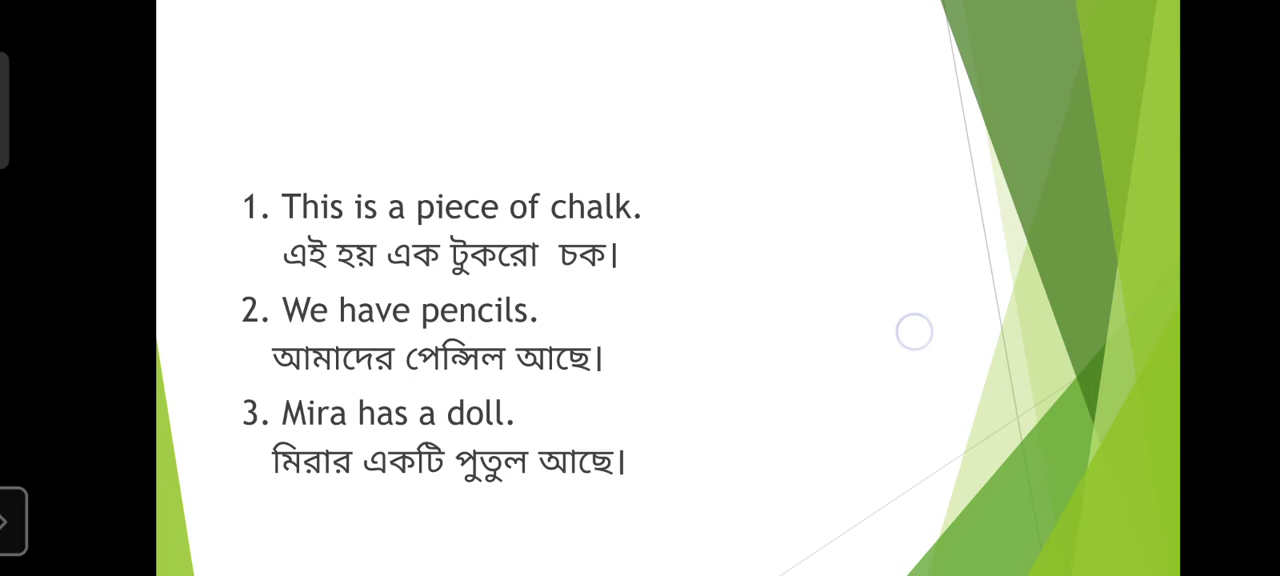 1. This is a piece of chalk.
এই হয় এক টুকরো চক।
2. We have pencils.
আমাদের পেন্সিল আছে।
3. Mira has a doll.
মিরার একটি পুতুল আছে।